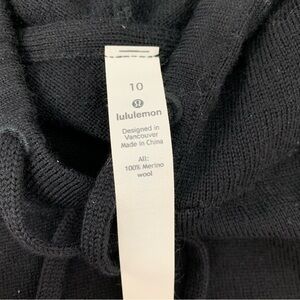 10
lululemon
Designed in
Vancouver
Made in China
All:
100% Merino
wool